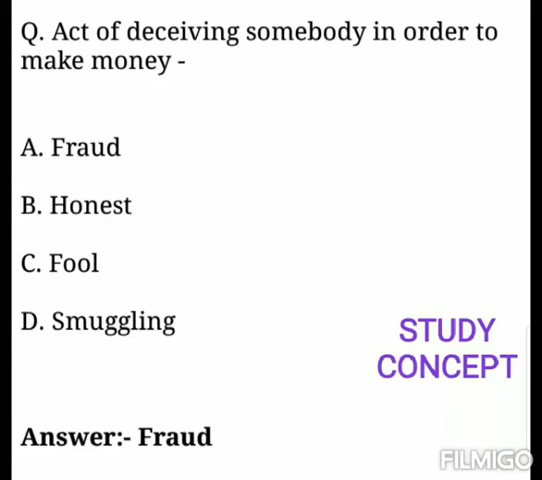 Q. Act of deceiving somebody in order to
make money -
A. Fraud
B. Honest
C. Fool
D. Smuggling
STUDY
CONCEPT
Answer:- Fraud
FILMIGO